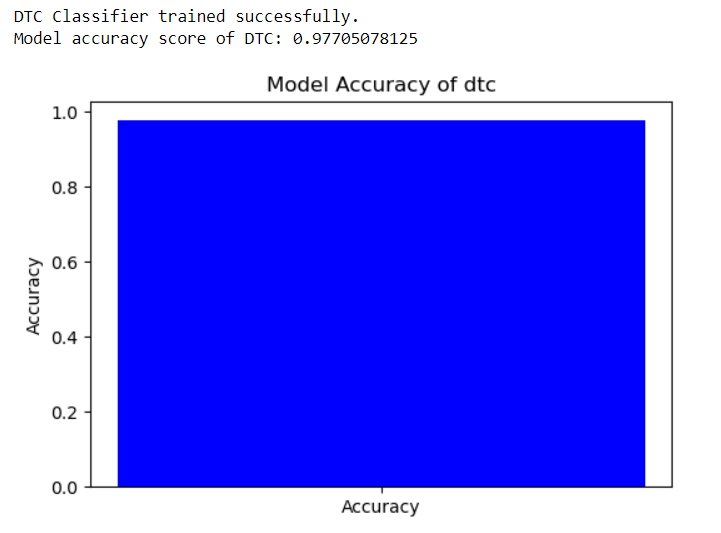 DTC Classifier trained successfully.
Model accuracy score of DTC: 0.97705078125
Model Accuracy of dtc
1.0
0.8
0.6
0.4
0.2
0.0
Accuracy
Accuracy